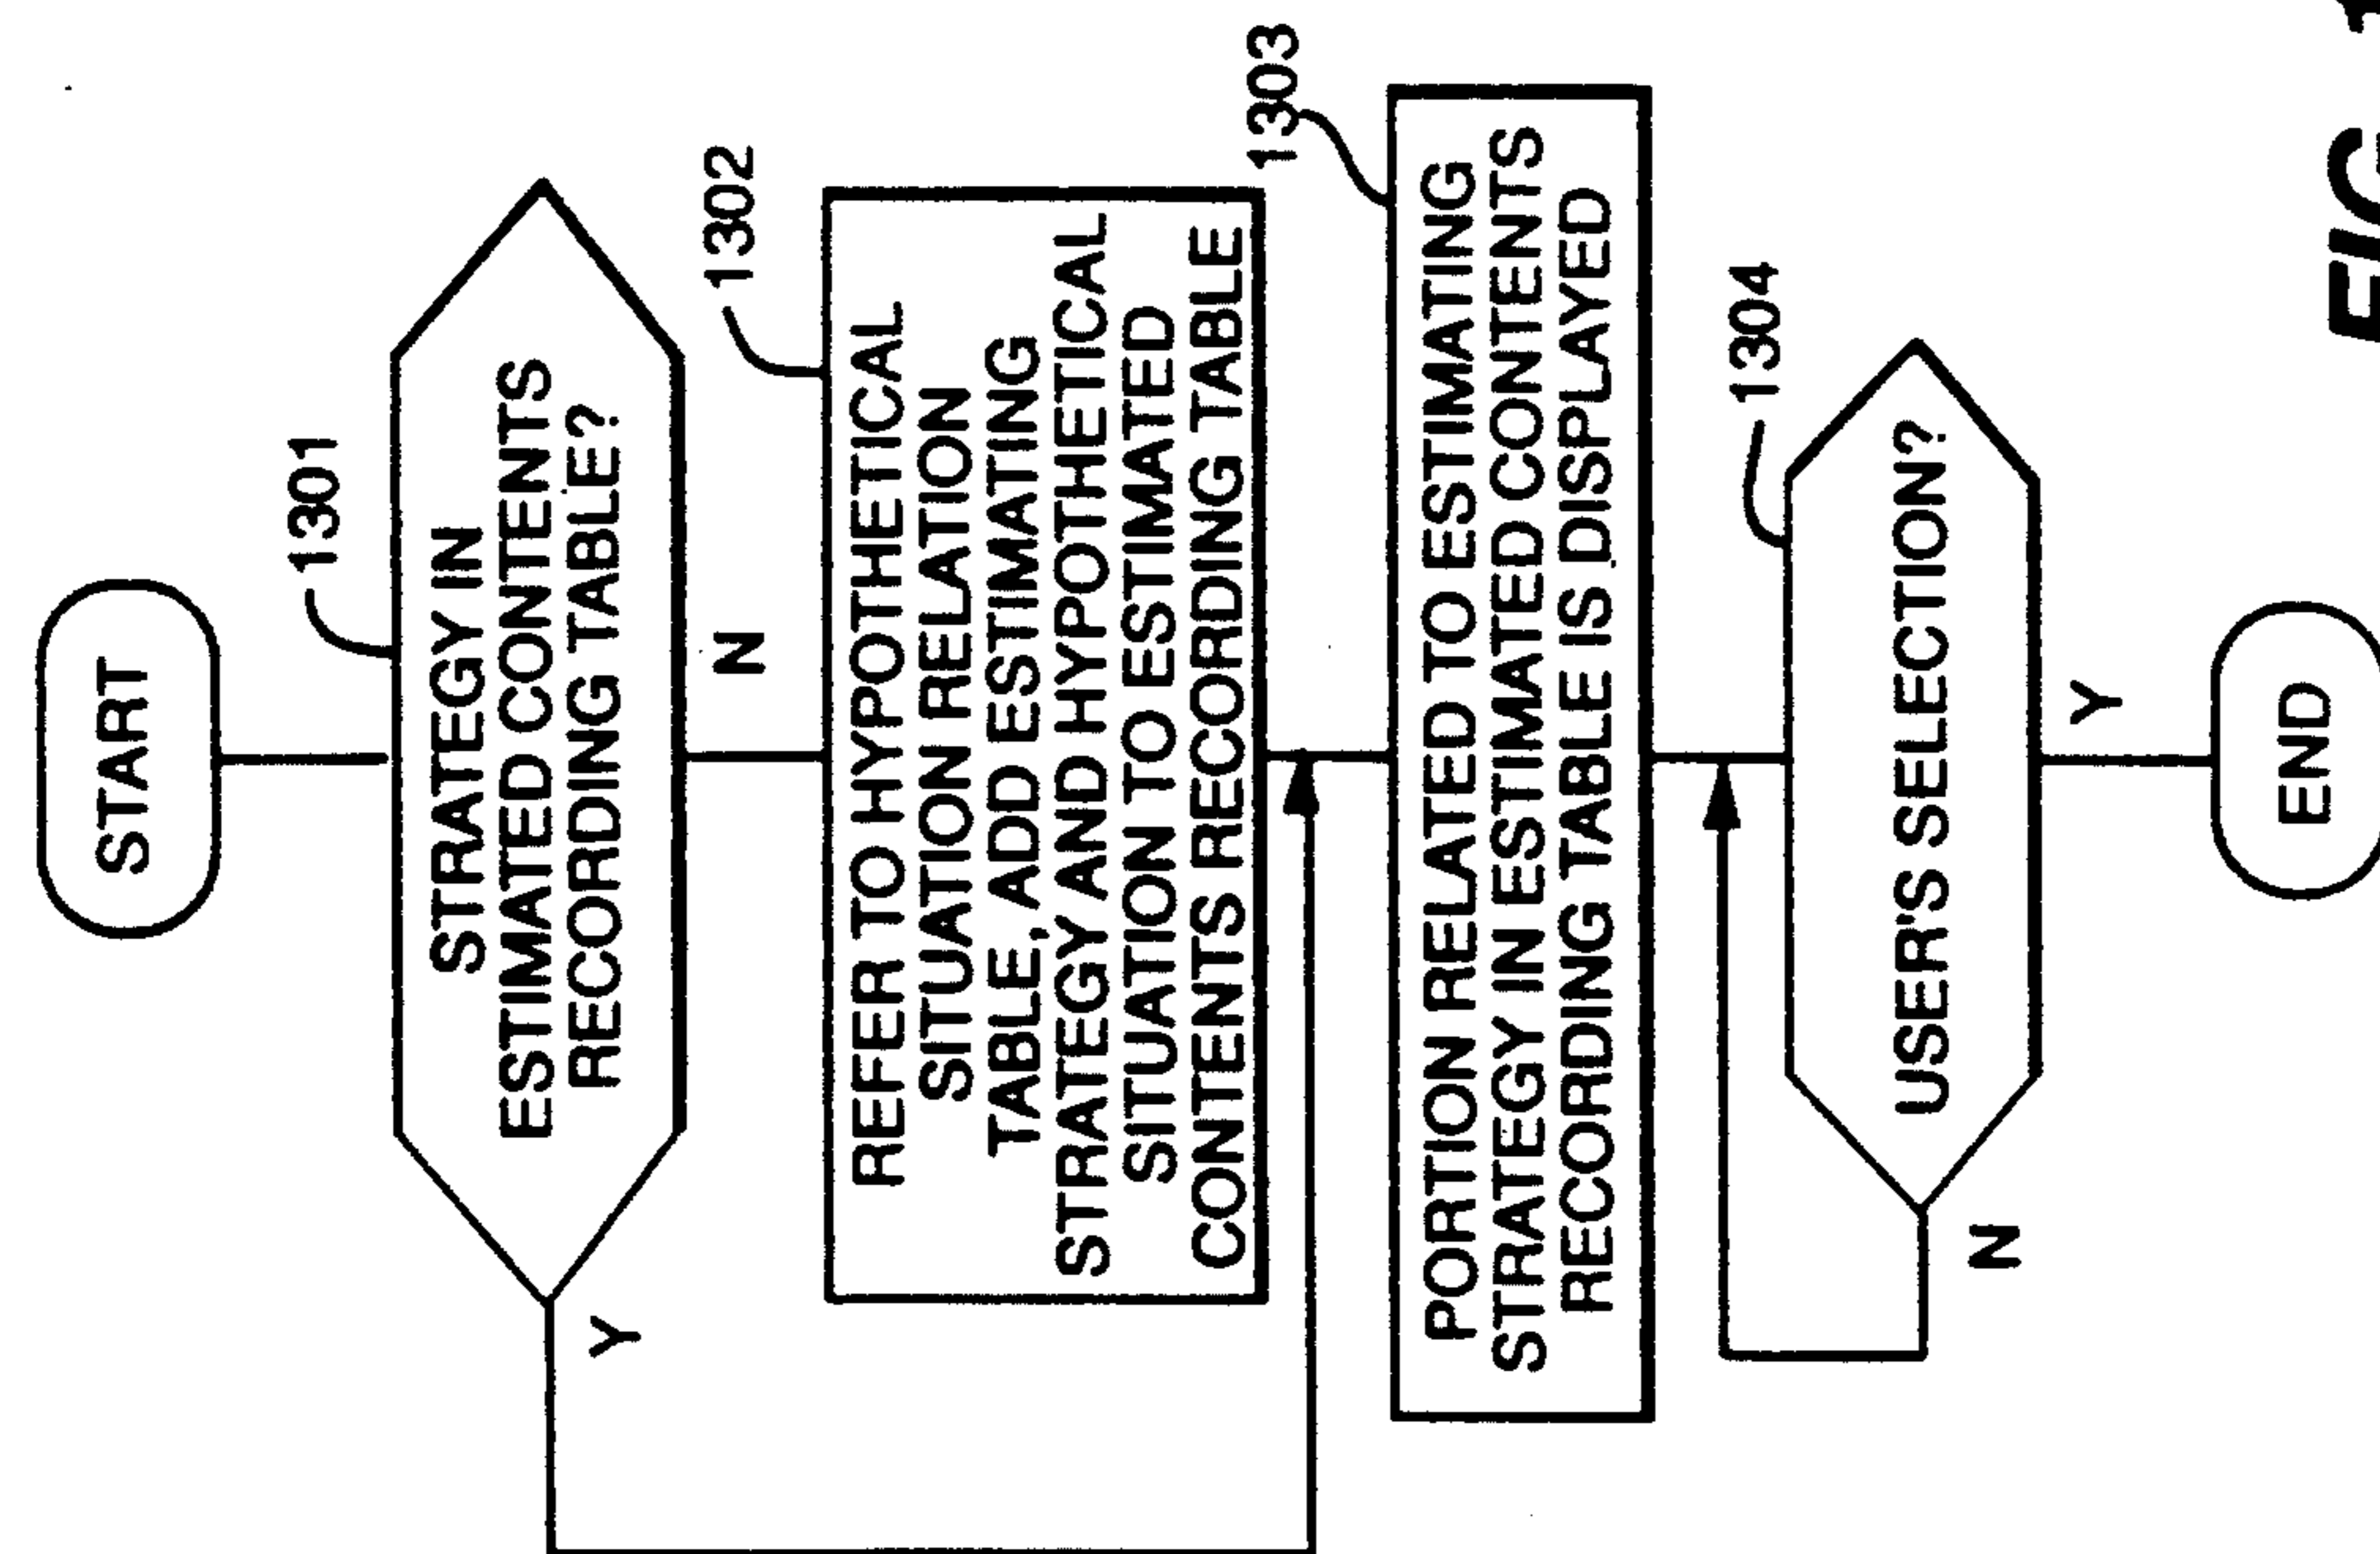 START
1301
STRATEGY IN
ESTIMATED CONTENTS
RECORDING TABLE?
Y
N
1302
REFER TO HYPOTHETICAL
SITUATION RELATION
TABLE, ADD ESTIMATING
STRATEGY AND HYPOTHETICAL
SITUATION TO ESTIMATED
CONTENTS RECORDING TABLE
1303
PORTION RELATED TO ESTIMATING
STRATEGY IN ESTIMATED CONTENTS
RECORDING TABLE IS DISPLAYED
1304
USER'S SELECTION?
N
Y
END